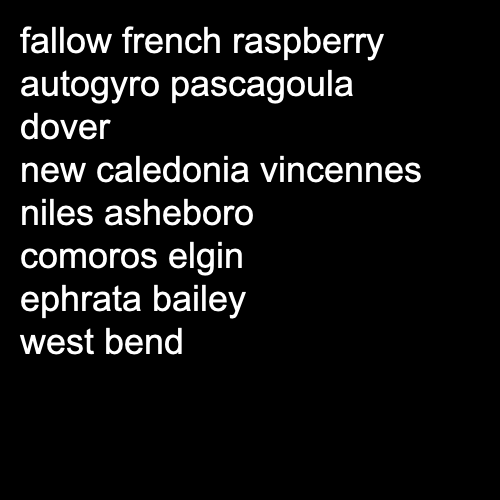 fallow french raspberry
autogyro pascagoula
dover
new caledonia vincennes
niles asheboro
comoros elgin
ephrata bailey
west bend